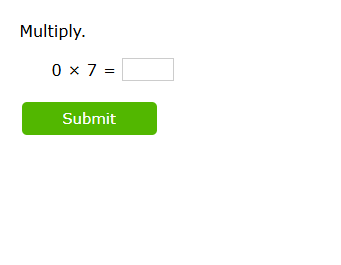 Multiply.
0 × 7 =
Submit